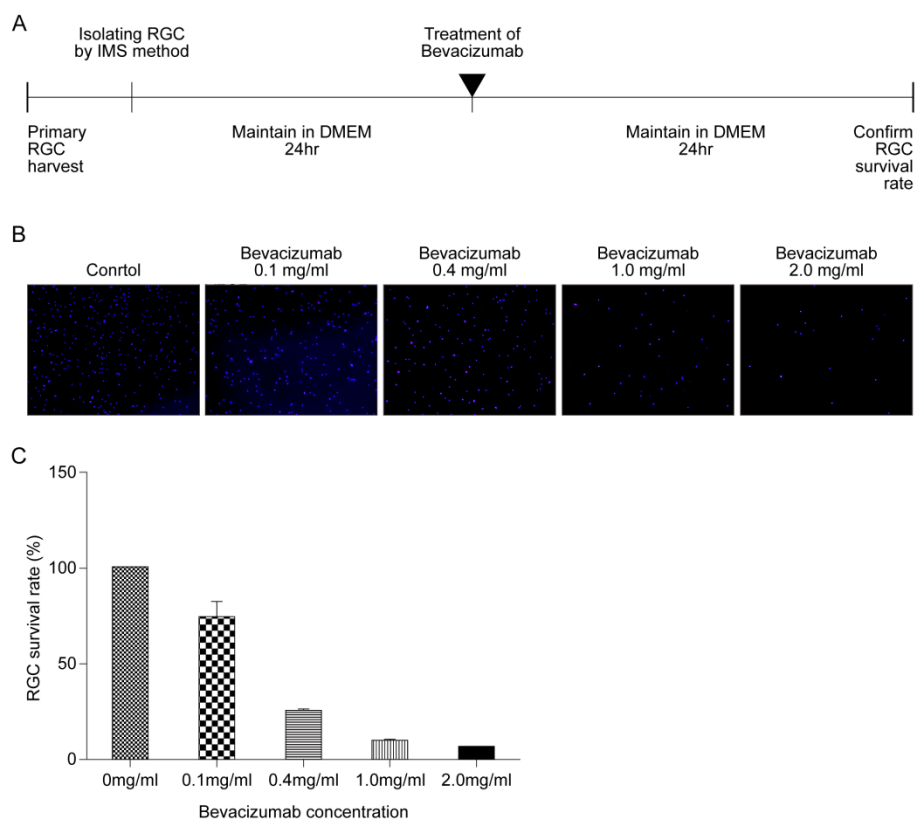 A
Isolating RGC
by IMS method
Treatment of
Bevacizumab
Primary
RGC
harvest
Maintain in DMEM
24hr
Maintain in DMEM
24hr
Confirm
RGC
survival
rate
B
Conrtol
Bevacizumab
0.1 mg/ml
Bevacizumab
0.4 mg/ml
Bevacizumab
1.0 mg/ml
Bevacizumab
2.0 mg/ml
C
RGC survival rate (%)
150
100
50
0
0mg/ml
0.1mg/ml
0.4mg/ml
1.0mg/ml
2.0mg/ml
Bevacizumab concentration